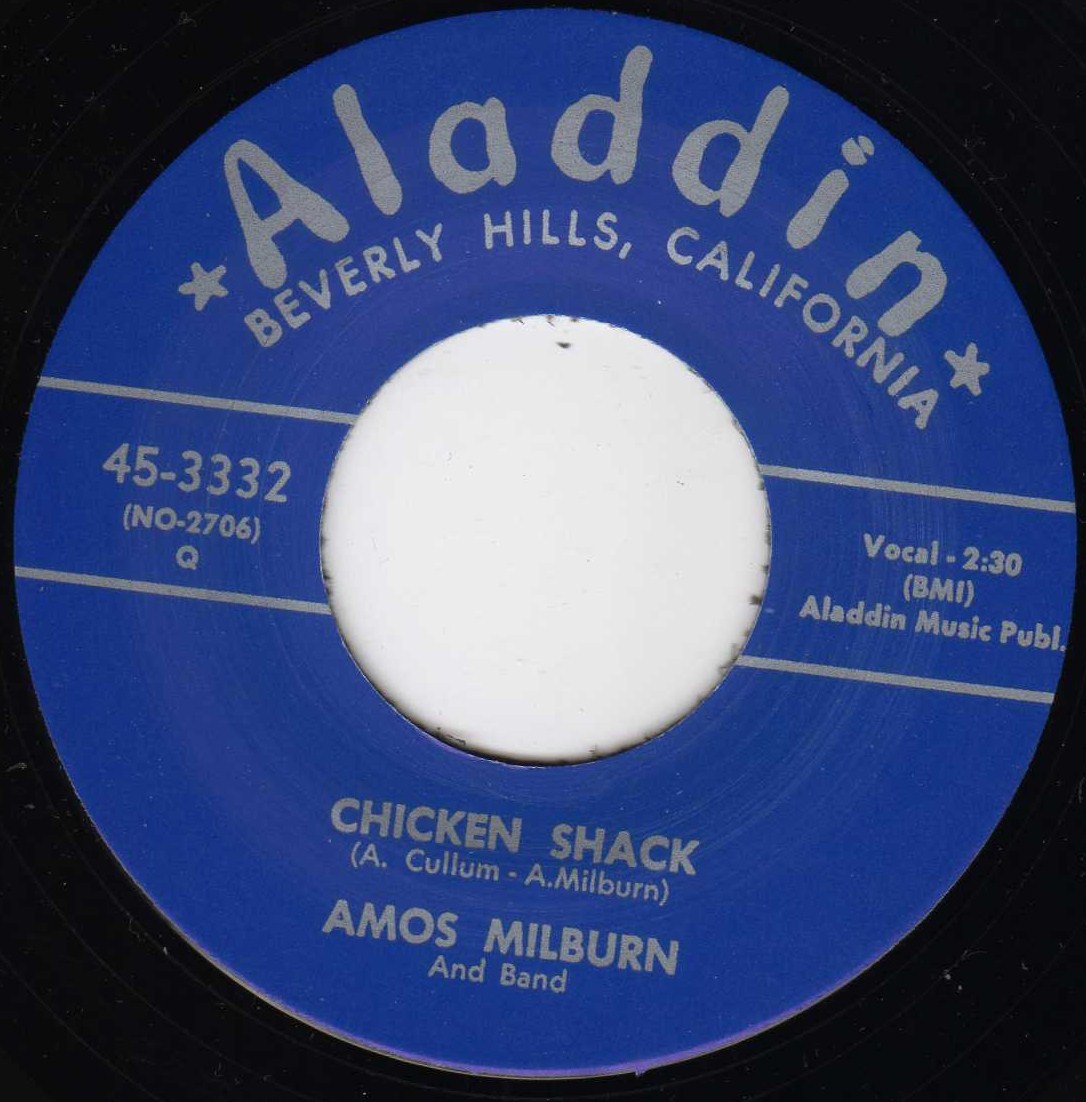 Aladdin
BEVERLY HILLS, CALIFORNIA
45-3332
(NO-2706)
Q
Vocal - 2:30
(BMI)
Aladdin Music Publ.
CHICKEN SHACK
(A. Cullum - A.Milburn)
AMOS MILBURN
And Band